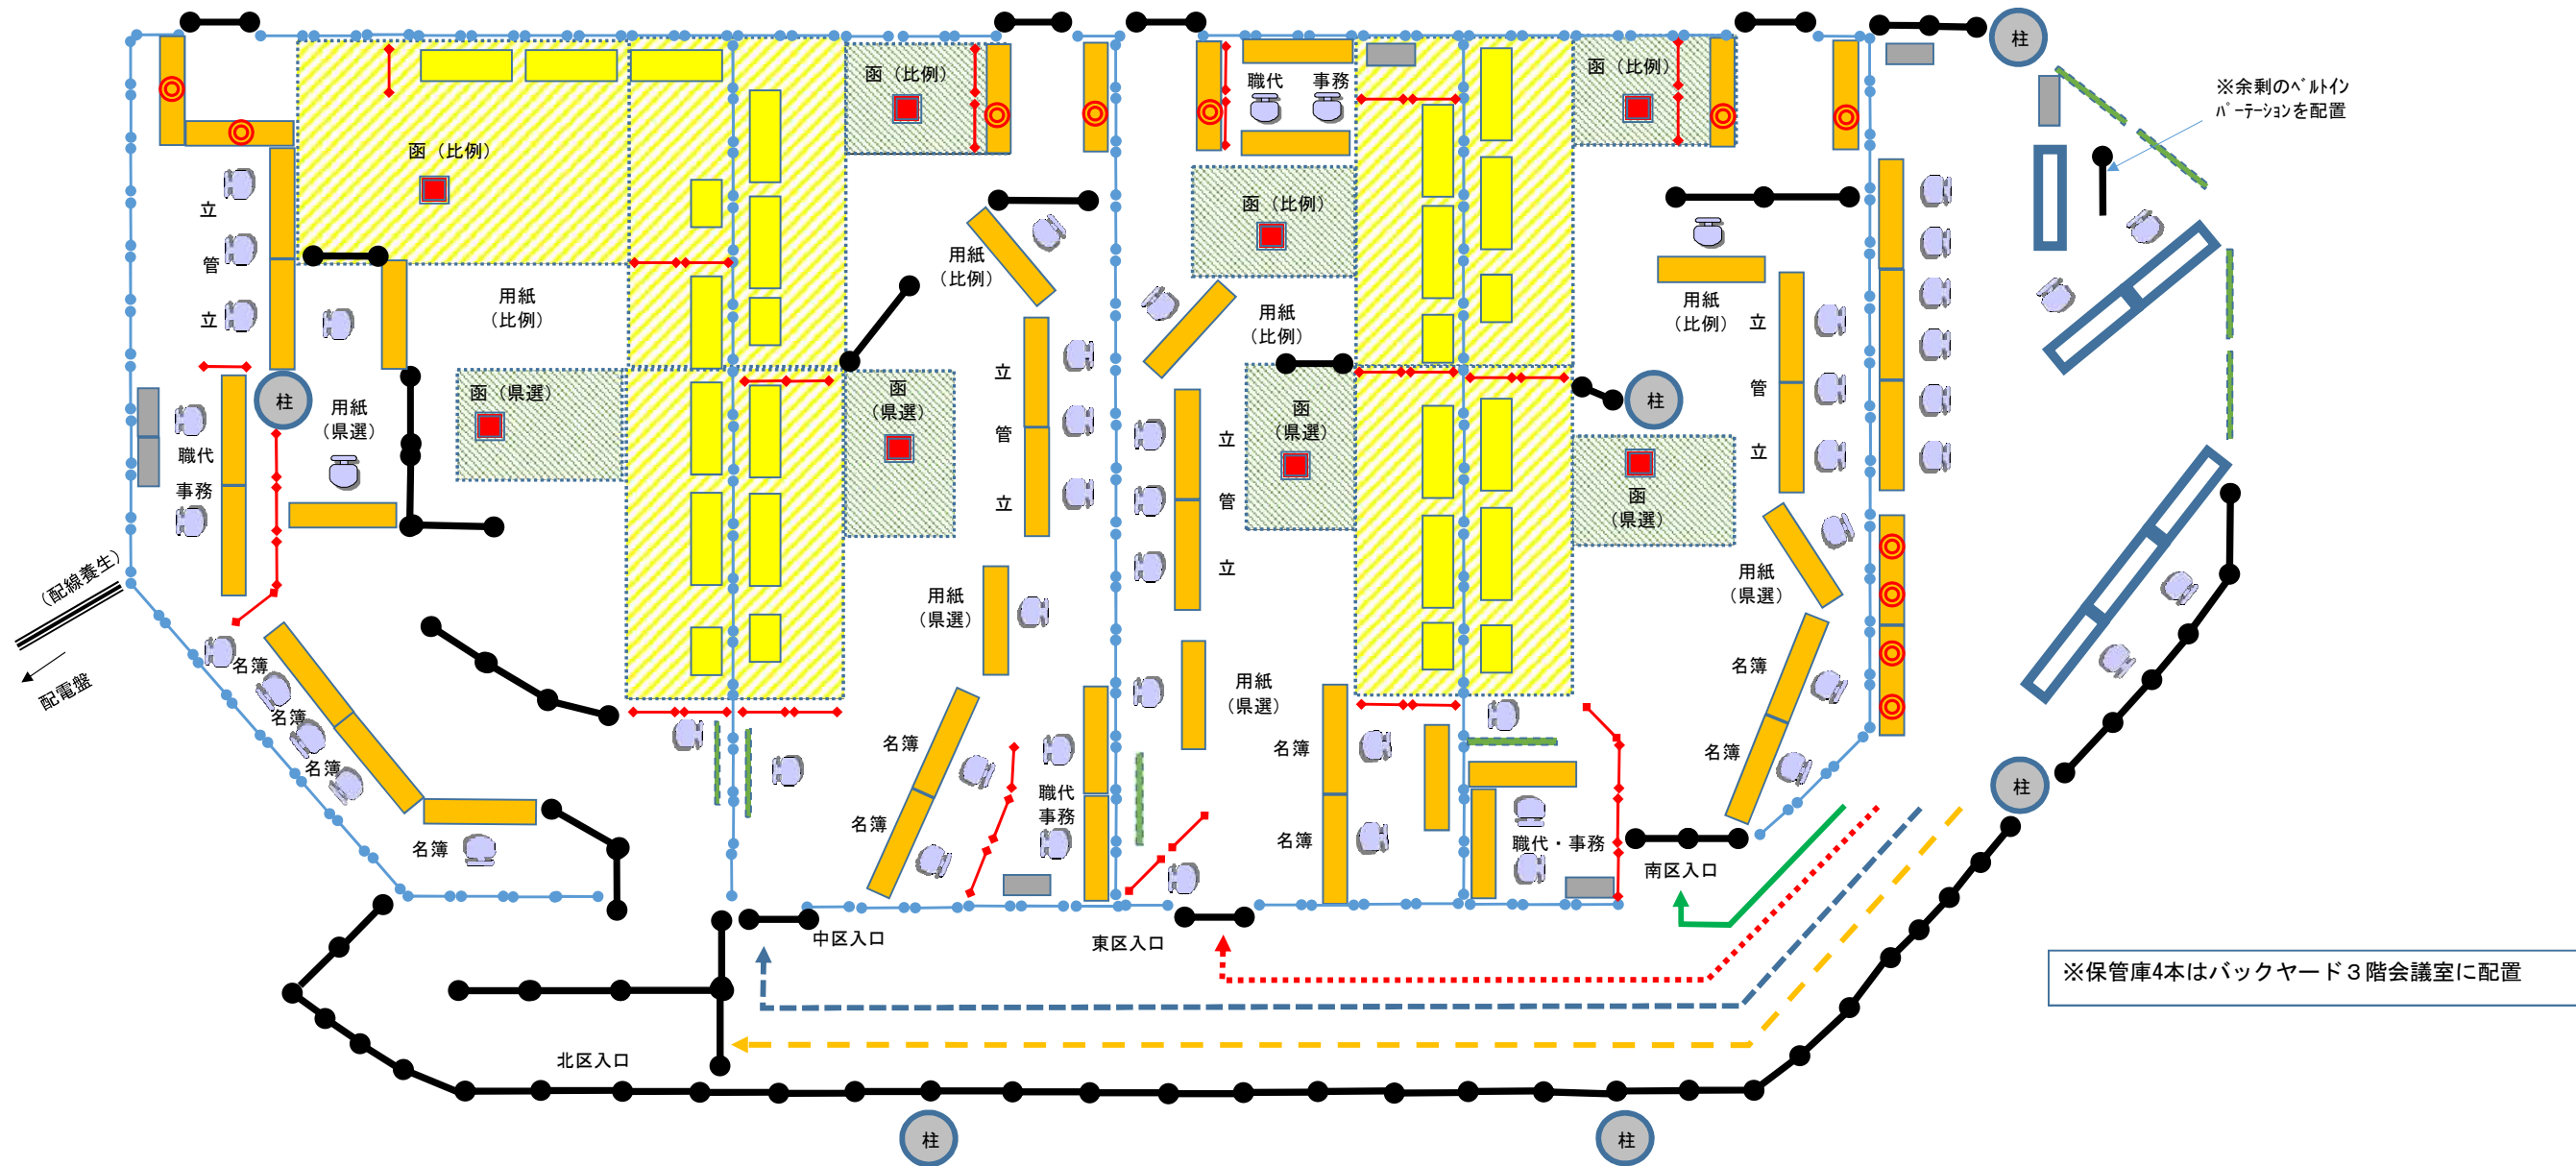 柱
※余剰のﾍﾞﾙﾄｲﾝ
ﾊﾟｰﾃｰｼｮﾝを配置
函（比例）
職代
事務
函（比例）
函（比例）
立
管
立
函（比例）
用紙
（比例）
用紙
（比例）
用紙
（比例）
用紙
（比例）
立
管
立
函（県選）
柱
用紙
（県選）
職代
事務
函
（県選）
立
管
立
函
（県選）
立
管
立
柱
函
（県選）
（配線養生）
配電盤
用紙
（県選）
用紙
（県選）
用紙
（県選）
名簿
名簿
名簿
名簿
名簿
名簿
職代
事務
名簿
名簿
名簿
名簿
職代・事務
南区入口
柱
中区入口
東区入口
北区入口
※保管庫4本はバックヤード３階会議室に配置
柱
柱